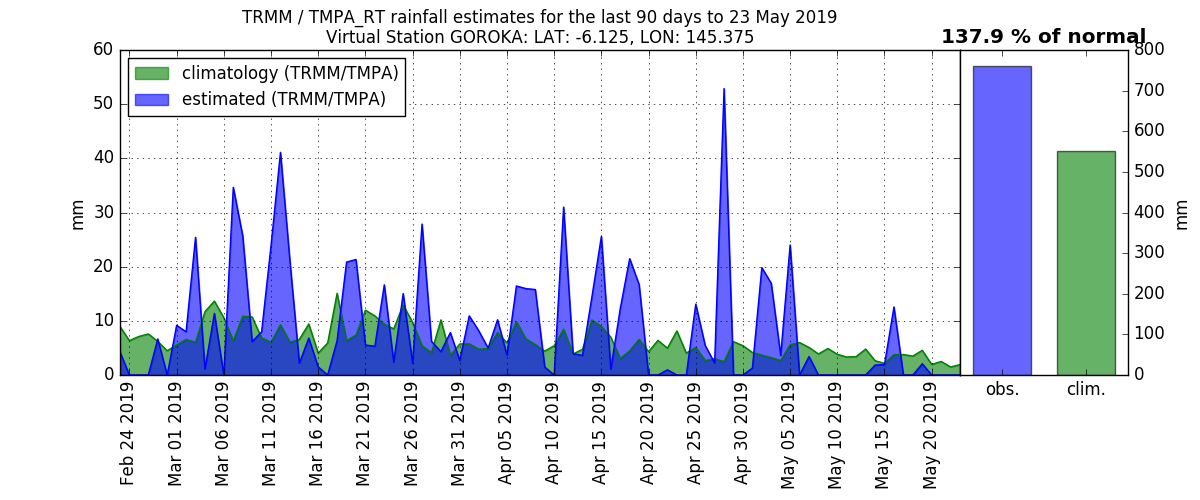 TRMM / TMPA_RT rainfall estimates for the last 90 days to 23 May 2019
Virtual Station GOROKA: LAT: -6.125, LON: 145.375
137.9 % of normal
climatology (TRMM/TMPA)
estimated (TRMM/TMPA)
mm
60
50
40
30
20
10
0
Feb 24 2019
Mar 01 2019
Mar 06 2019
Mar 11 2019
Mar 16 2019
Mar 21 2019
Mar 26 2019
Mar 31 2019
Apr 05 2019
Apr 10 2019
Apr 15 2019
Apr 20 2019
Apr 25 2019
Apr 30 2019
May 05 2019
May 10 2019
May 15 2019
May 20 2019
obs.
clim.
800
700
600
500
400
300
200
100
0
mm